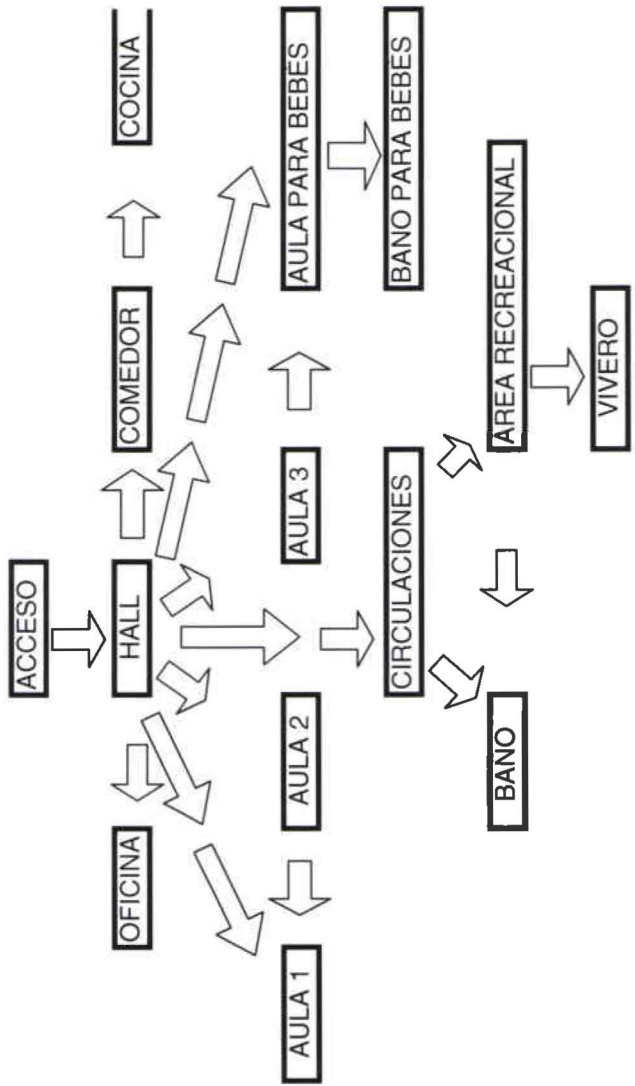 ACCESO
OFICINA
HALL
COMEDOR
COCINA
AULA 1
AULA 2
AULA 3
AULA PARA BEBÉS
CIRCULACIONES
BANO PARA BEBES
BANO
AREA RECREACIONAL
VIVERO